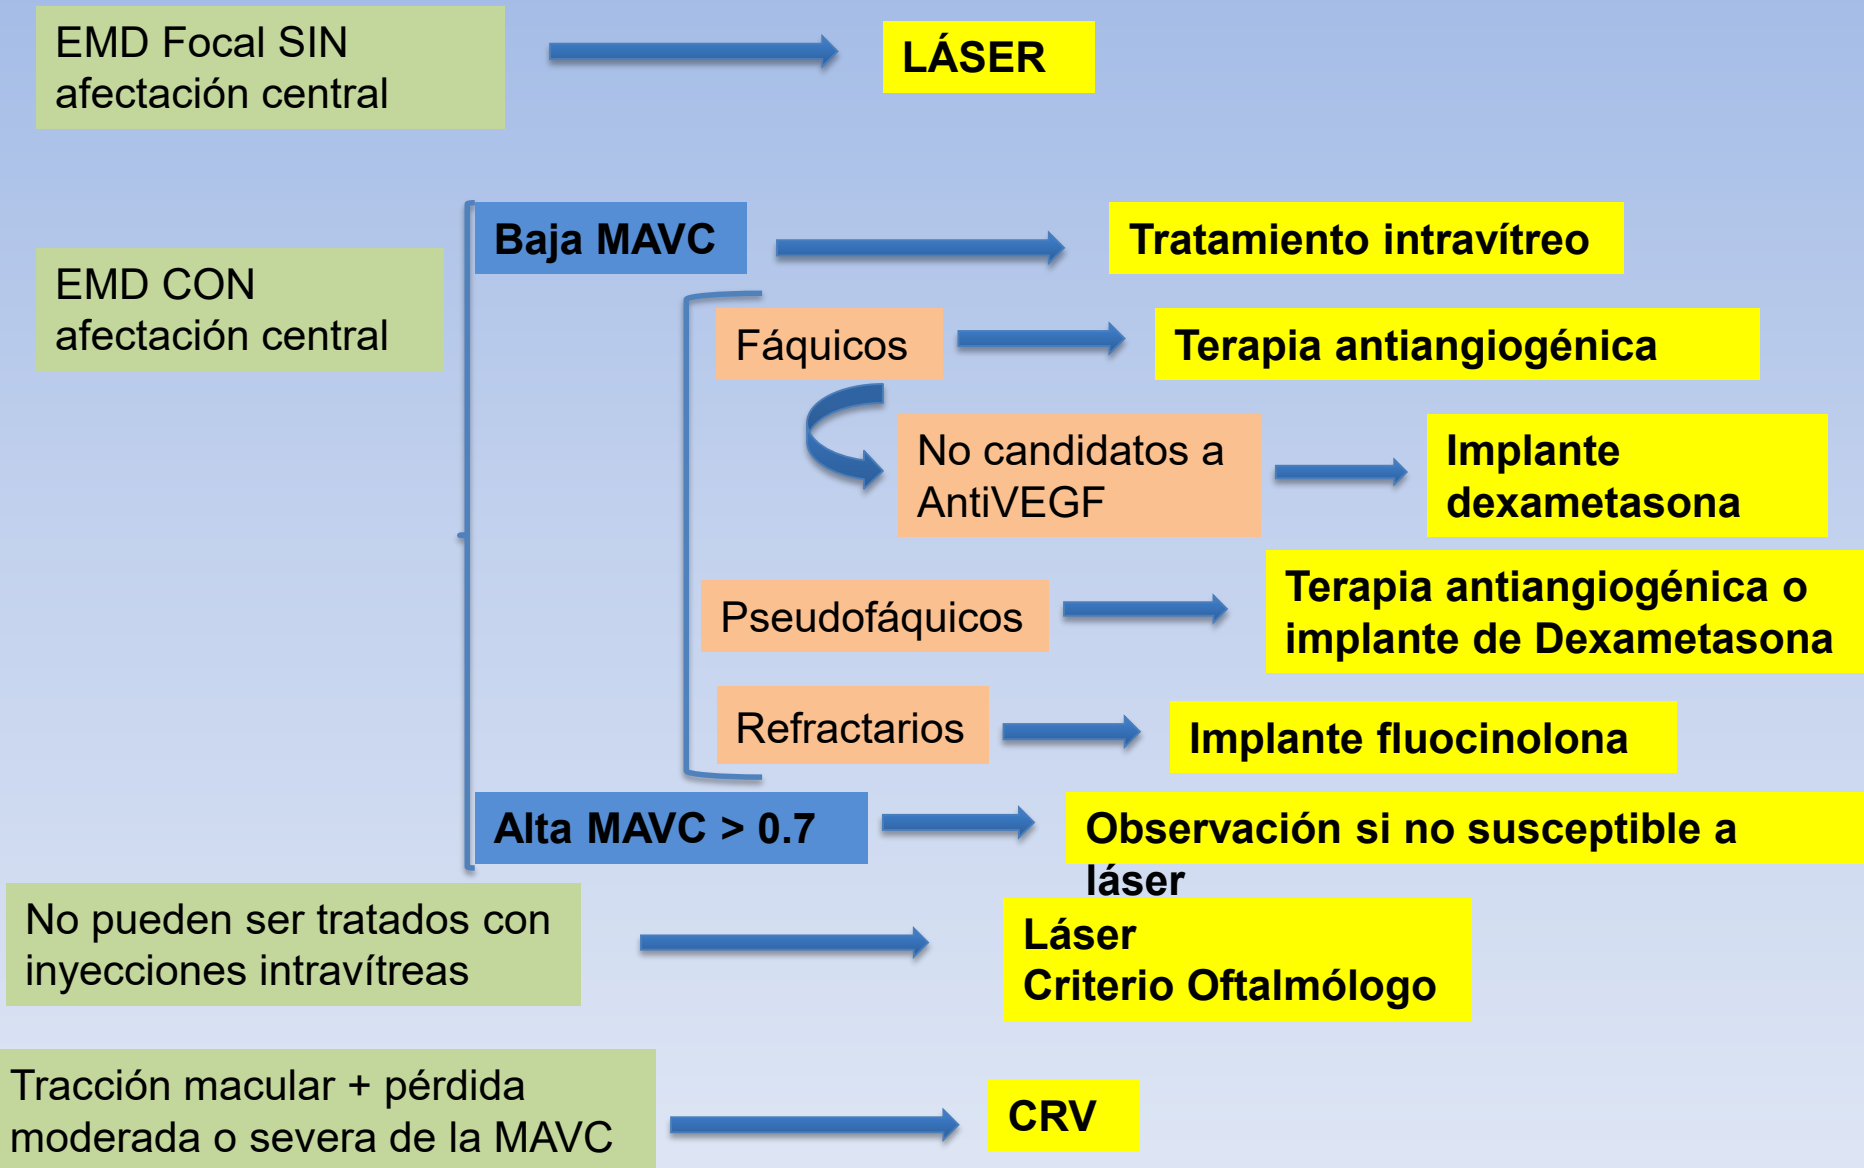 EMD Focal SIN
afectación central
LÁSER
Baja MAVC
Tratamiento intravítreo
EMD CON
afectación central
Fáquicos
Terapia antiangiogénica
No candidatos a
AntiVEGF
Implante
dexametasona
Pseudofáquicos
Terapia antiangiogénica o
implante de Dexametasona
Refractarios
Implante fluocinolona
Alta MAVC > 0.7
Observación si no susceptible a
láser
No pueden ser tratados con
inyecciones intravítreas
Láser
Criterio Oftalmólogo
Tracción macular + pérdida
moderada o severa de la MAVC
CRV